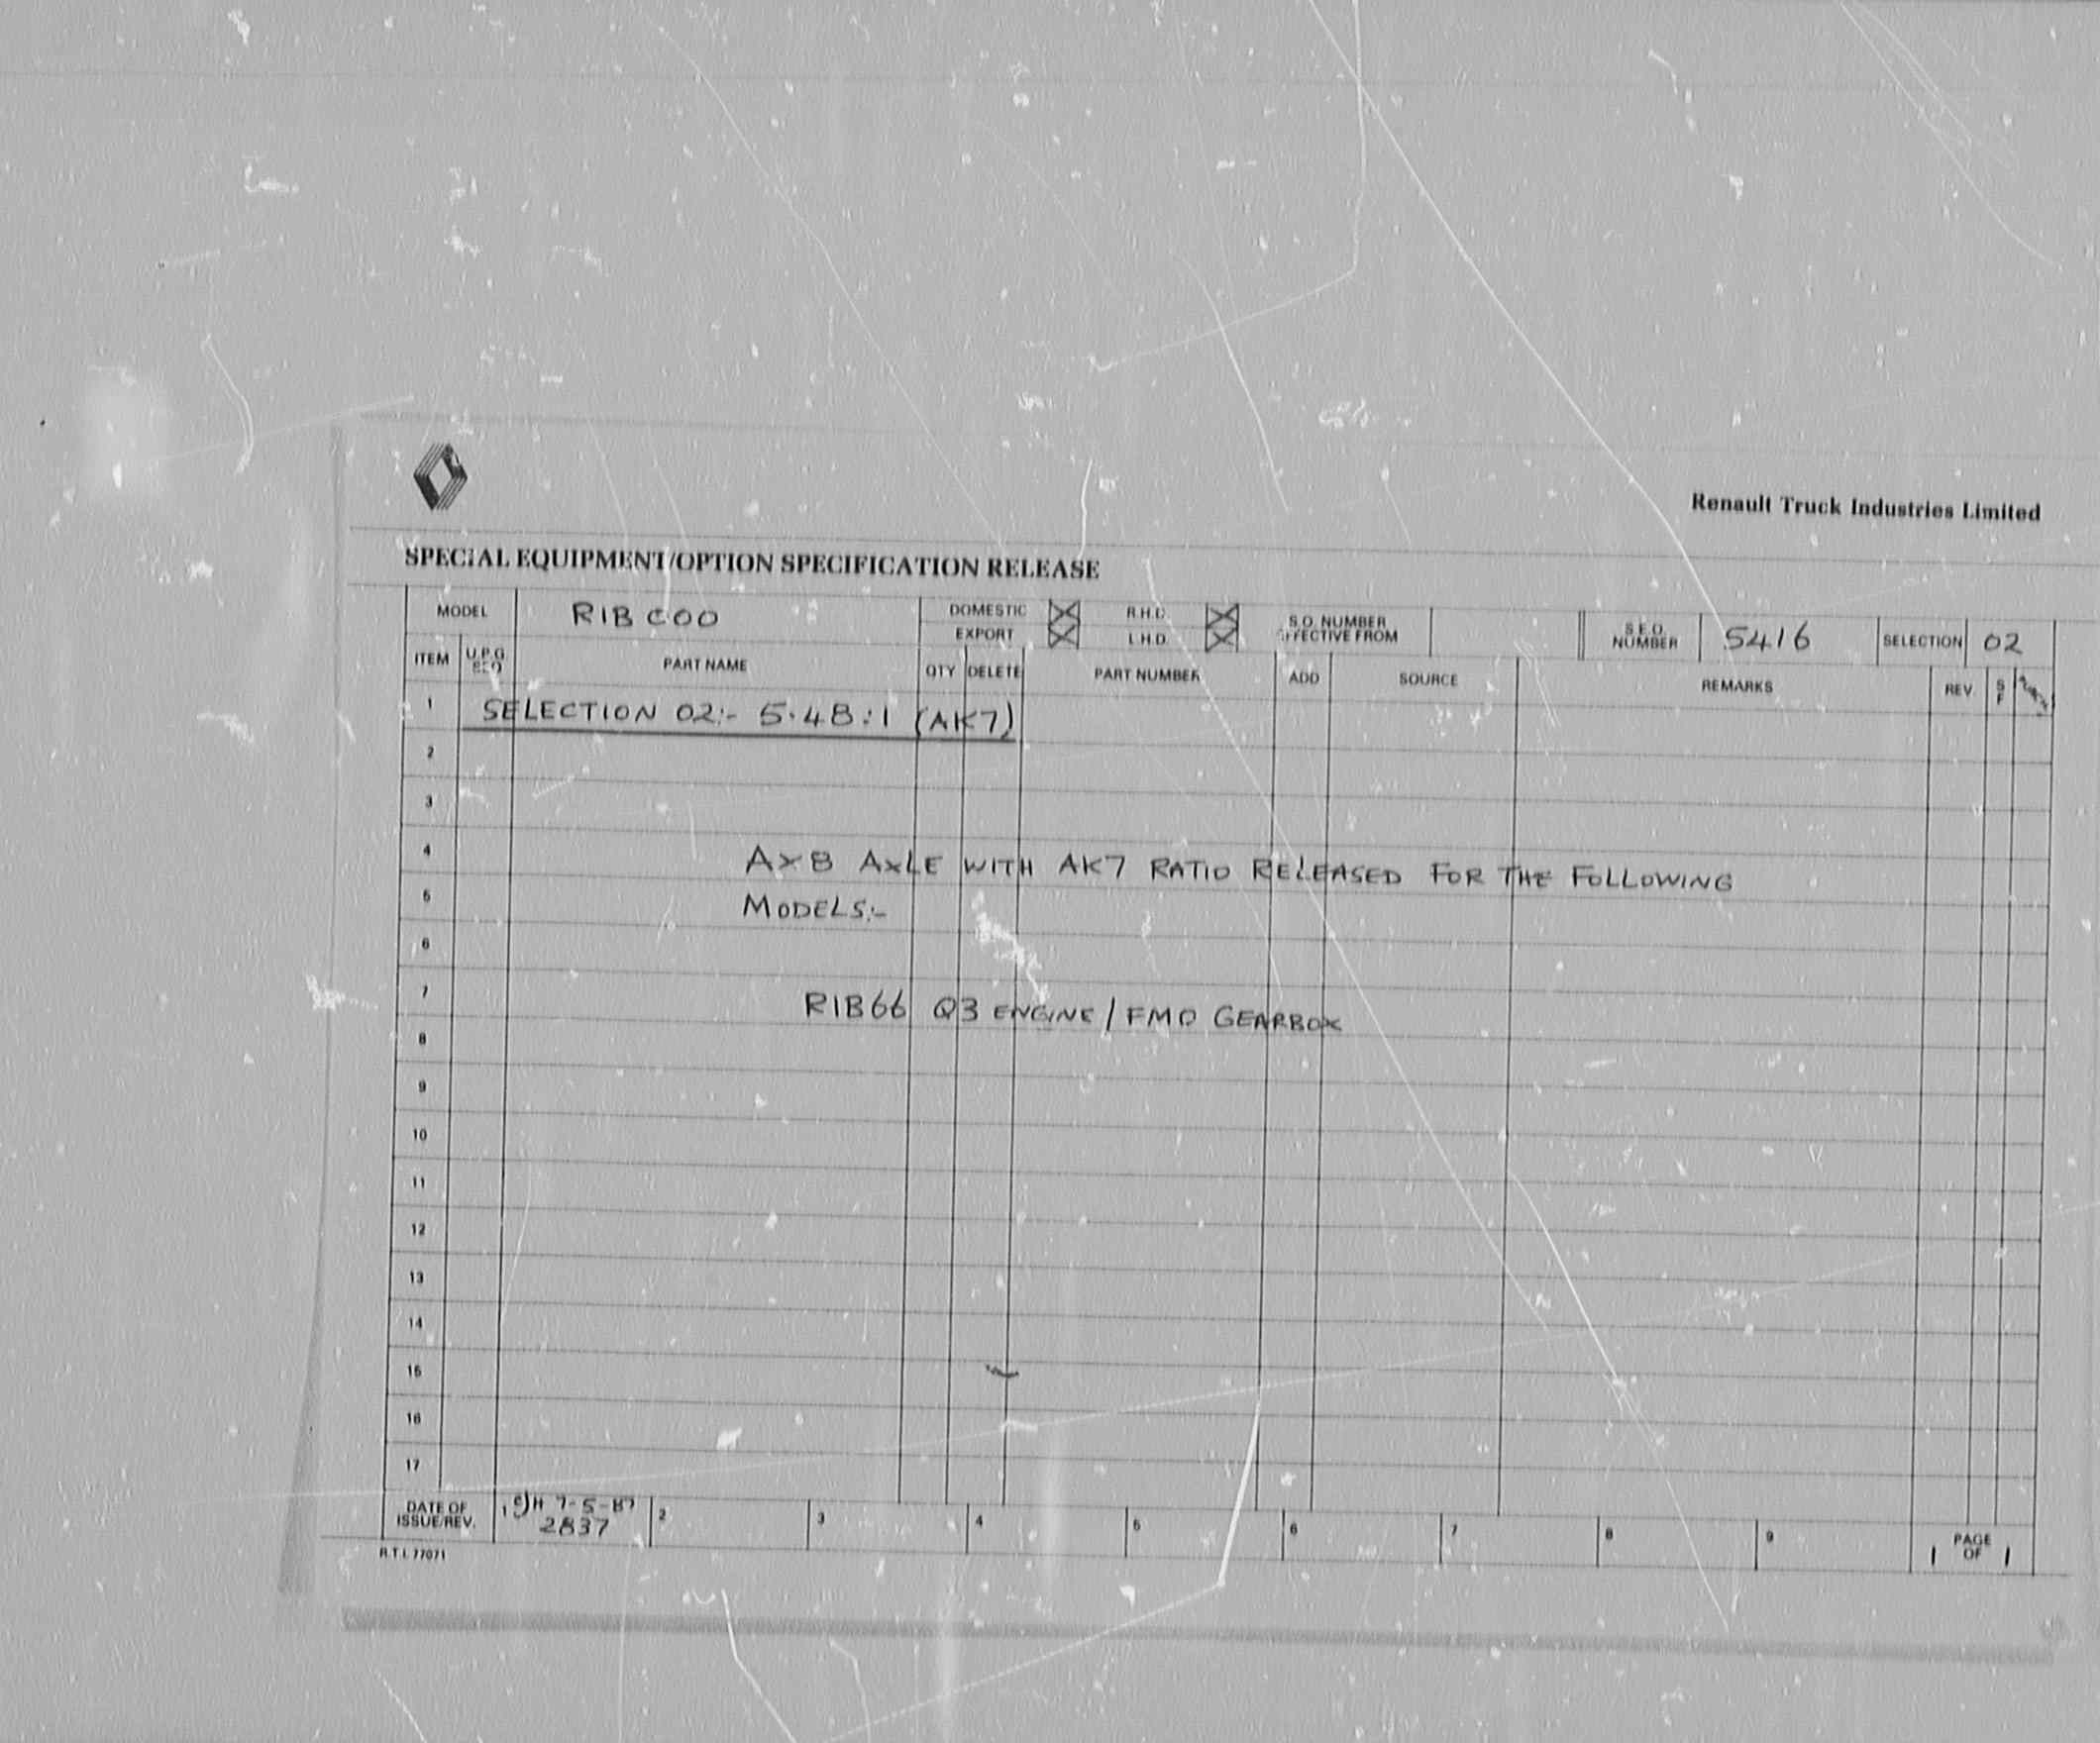 Renault Truck Industries Limited
SPECIAL EQUIPMENT/OPTION SPECIFICATION RELEASE
MODEL R1B C00 DOMESTIC R.H.D. S.O. NUMBER EFFECTIVE FROM S.E.O. NUMBER 5416 SELECTION 02
EXPORT L.H.D.
ITEM U.P.G SEQ PART NAME QTY DELETE PART NUMBER ADD SOURCE REMARKS REV. S F
1 SELECTION 02:- 5.48:1 (AK7)
2
3
4 AXB AXLE WITH AK7 RATIO RELEASED FOR THE FOLLOWING
5 MODELS:-
6
7 R1B66 Q3 ENGINE/FMO GEARBOX
8
9
10
11
12
13
14
15
16
17
DATE OF ISSUE/REV. 1 7-5-87 2837 2 3 4 5 6 7 8 9 1 PAGE OF 1
R.T.I. 77071